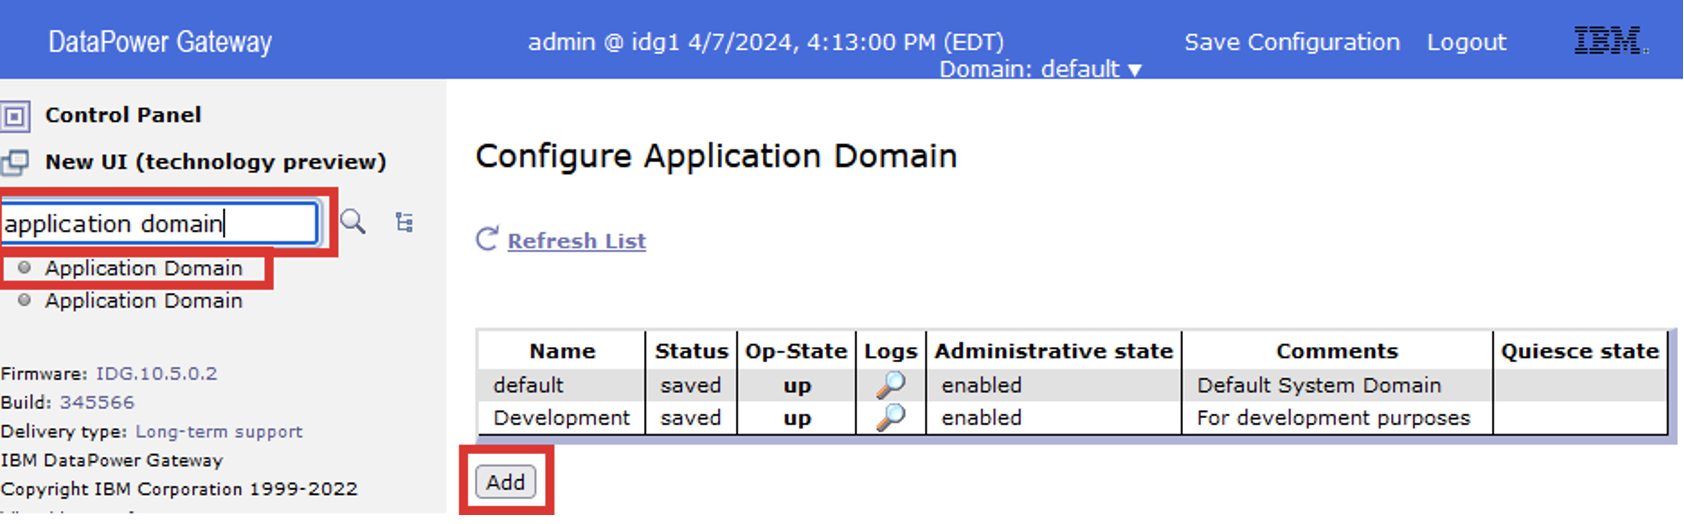 DataPower Gateway
admin @ idg1 4/7/2024, 4:13:00 PM (EDT)
Save Configuration Logout
IBM.
Domain: default ▼
Control Panel
New UI (technology preview)
application domain
Application Domain
Application Domain
Firmware: IDG.10.5.0.2
Build: 345566
Delivery type: Long-term support
IBM DataPower Gateway
Copyright IBM Corporation 1999-2022
Configure Application Domain
Refresh List
Name Status Op-State Logs Administrative state Comments Quiesce state
default saved up enabled Default System Domain
Development saved up enabled For development purposes
Add